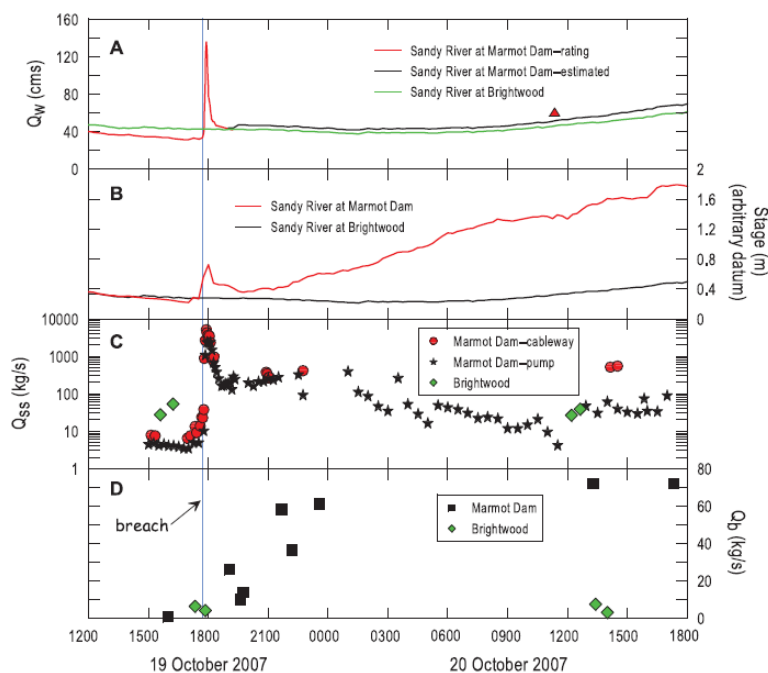 160
120
80
40
0
Qw (cms)
A
Sandy River at Marmot Dam–rating
Sandy River at Marmot Dam–estimated
Sandy River at Brightwood
2
1.6
1.2
0.8
0.4
0
Stage (m)
(arbitrary datum)
B
Sandy River at Marmot Dam
Sandy River at Brightwood
10000
1000
100
10
1
Qss (kg/s)
C
Marmot Dam–cableway
Marmot Dam–pump
Brightwood
80
60
40
20
0
Qb (kg/s)
D
breach
Marmot Dam
Brightwood
1200 1500 1800 2100 0000 0300 0600 0900 1200 1500 1800
19 October 2007 20 October 2007